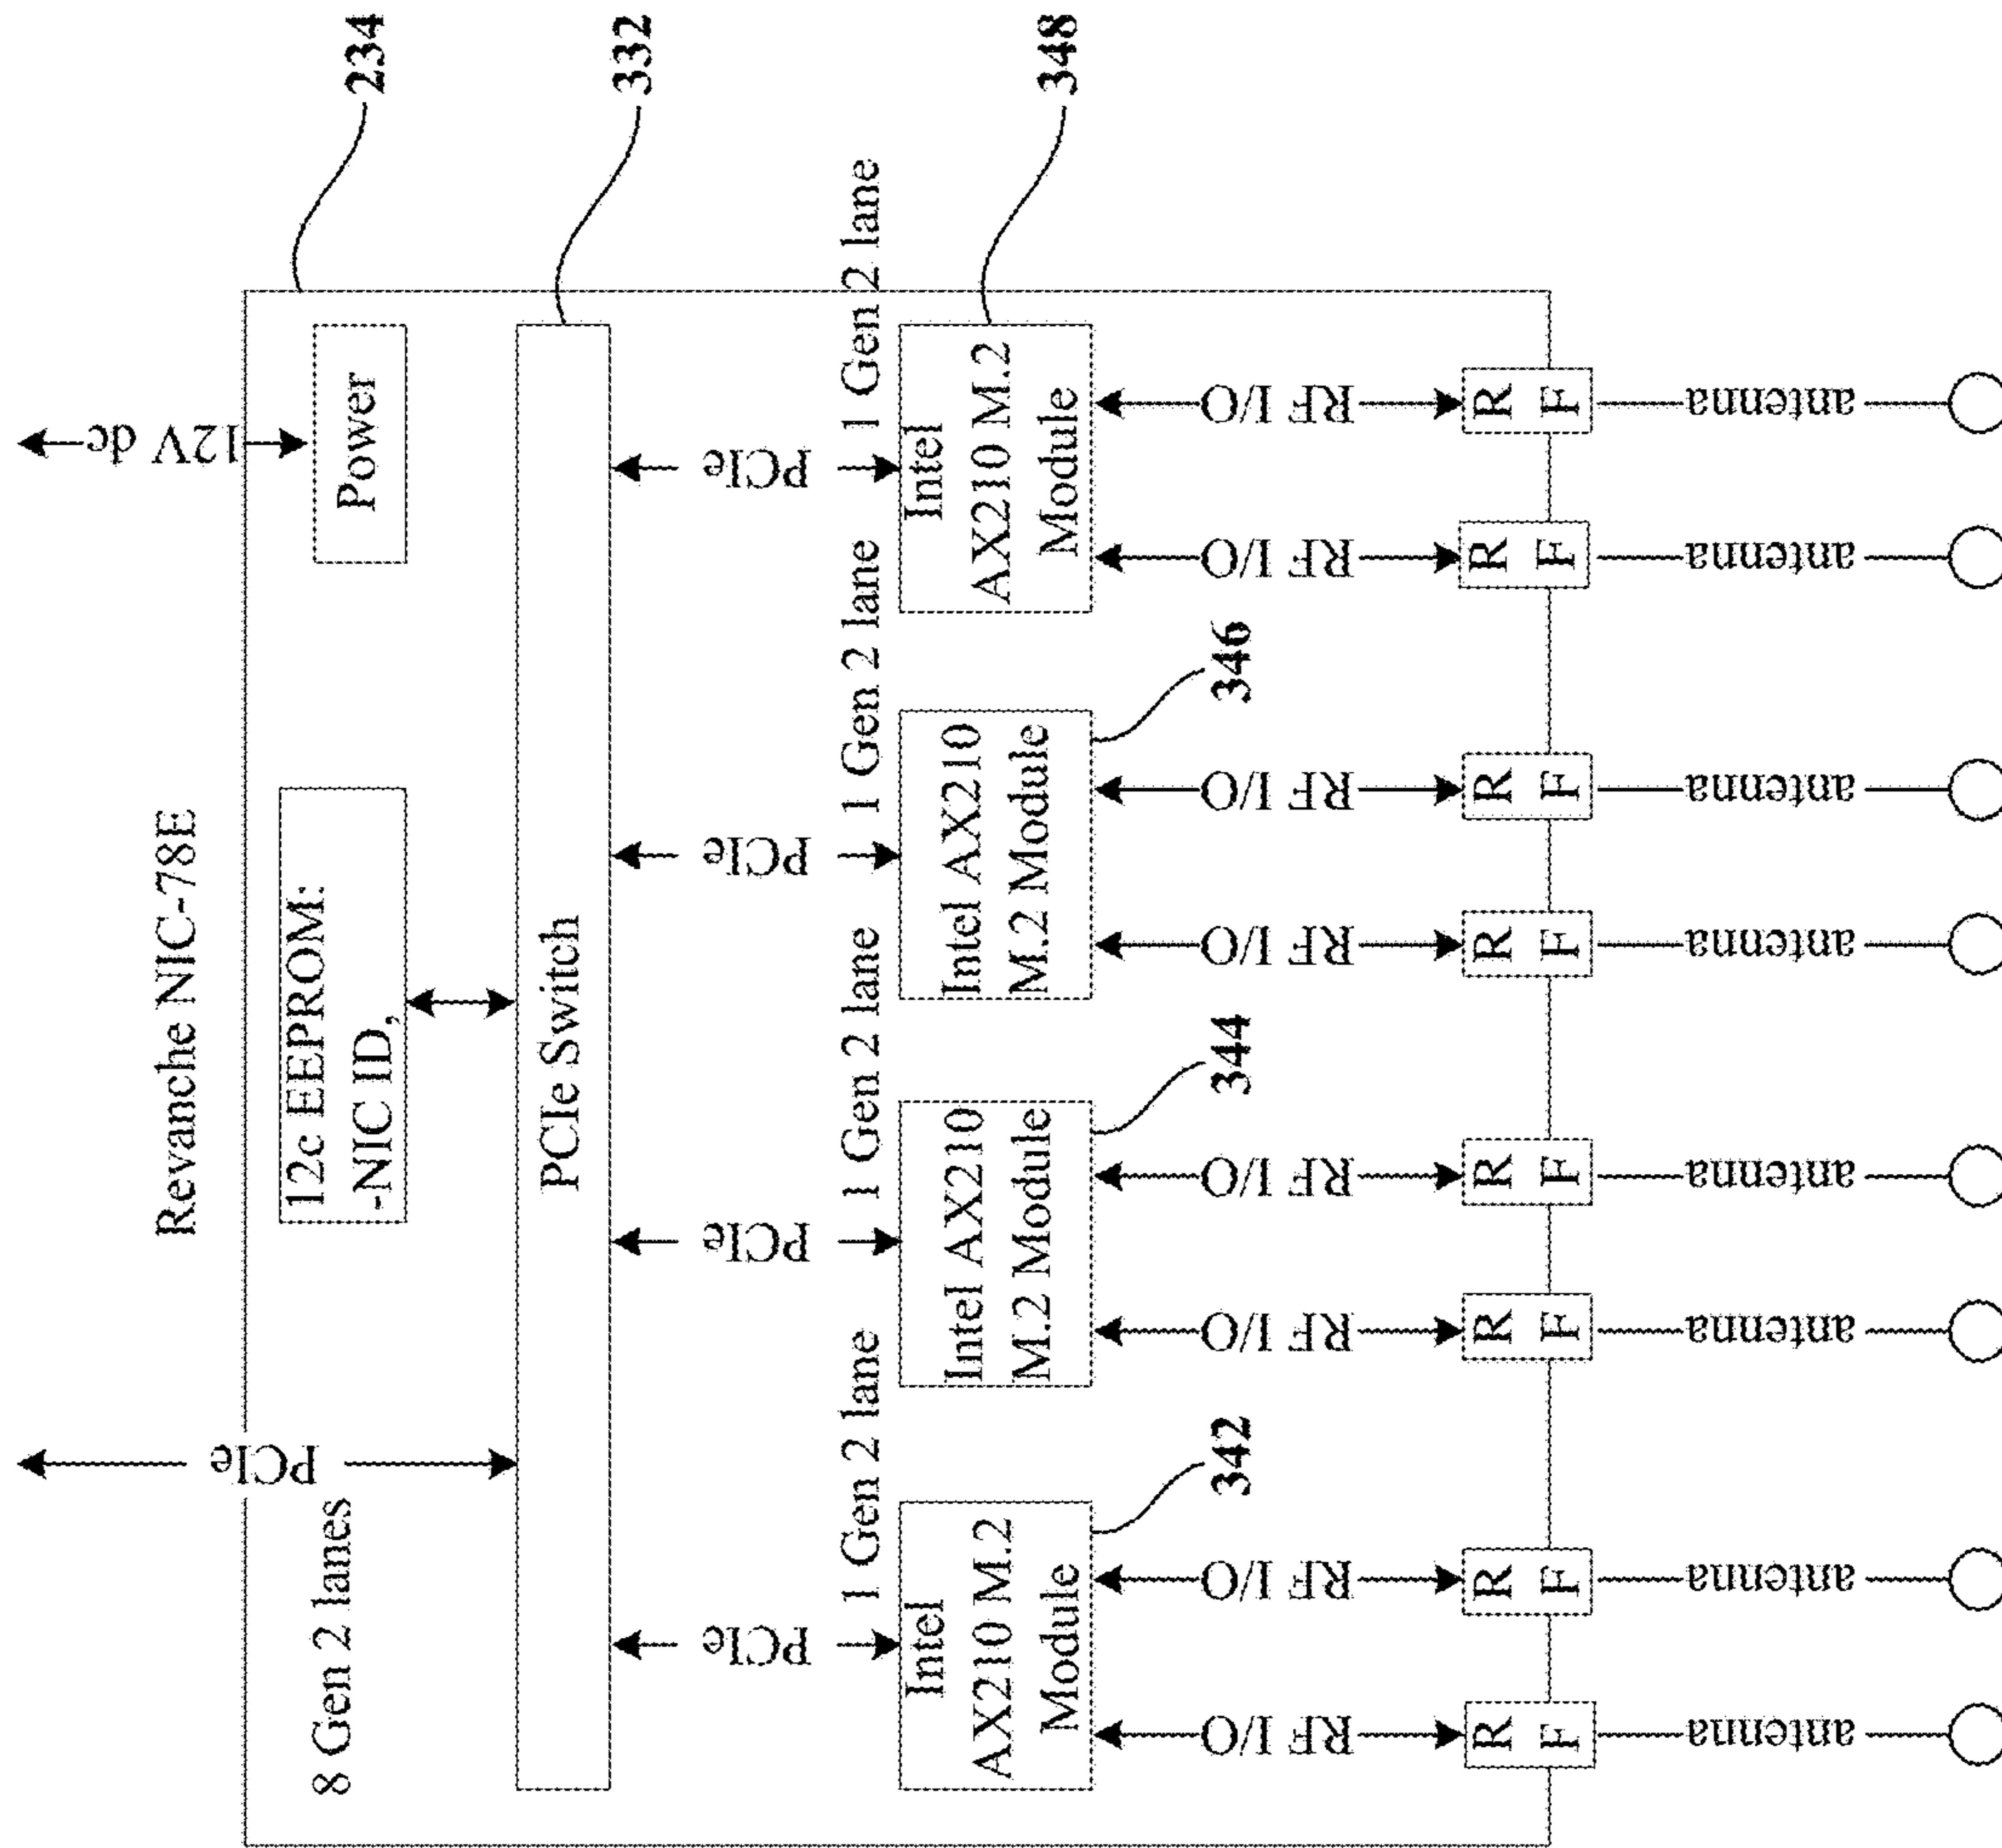 Revanche NIC-78E
PCIe
12V dc
234
8 Gen 2 lanes
12c EEPROM:
-NIC ID,
Power
PCIe Switch
332
PCIe
PCIe
PCIe
PCIe
1 Gen 2 lane
1 Gen 2 lane
1 Gen 2 lane
1 Gen 2 lane
Intel
AX210 M.2
Module
342
Intel AX210
M.2 Module
344
Intel AX210
M.2 Module
346
Intel
AX210 M.2
Module
348
RF I/O
RF I/O
RF I/O
RF I/O
RF I/O
RF I/O
RF I/O
RF I/O
R
F
R
F
R
F
R
F
R
F
R
F
R
F
R
F
antenna
antenna
antenna
antenna
antenna
antenna
antenna
antenna